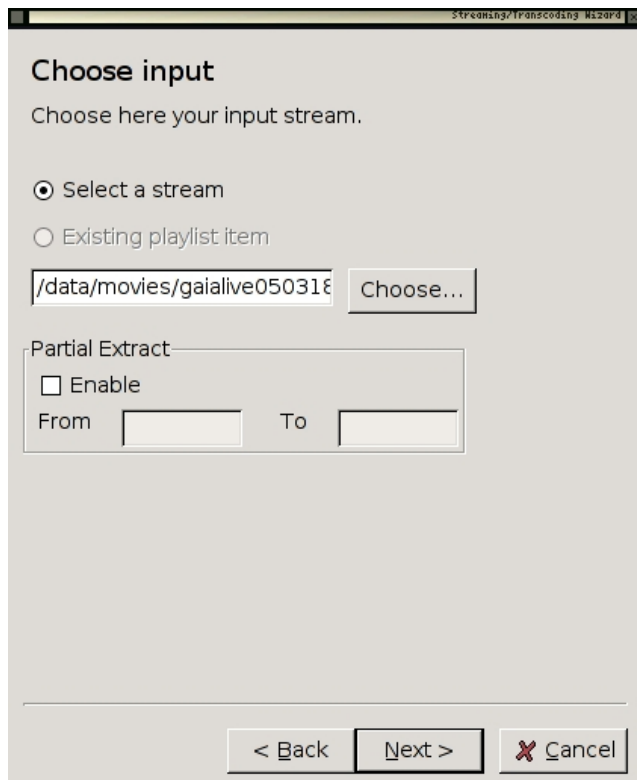 Streaming/Transcoding Wizard
Choose input
Choose here your input stream.
Select a stream
Existing playlist item
/data/movies/gaialive050318 Choose...
Partial Extract
Enable
From To
< Back Next > Cancel